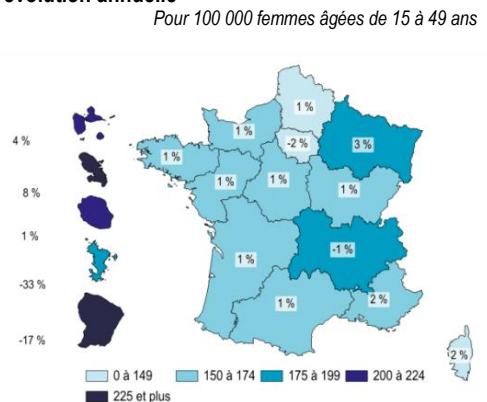 évolution annuelle
Pour 100 000 femmes âgées de 15 à 49 ans
1 %
1 %
-2 %
3 %
4 %
1 %
1 %
1 %
1 %
8 %
1 %
1 %
-1 %
-33 %
1 %
2 %
-17 %
2 %
0 à 149
150 à 174
175 à 199
200 à 224
225 et plus